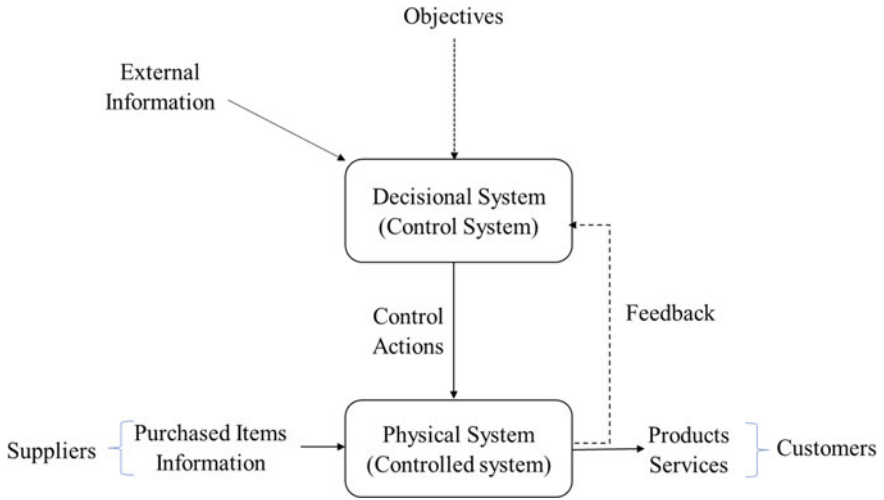 Objectives
External
Information
Decisional System
(Control System)
Control
Actions
Feedback
Suppliers
Purchased Items
Information
Physical System
(Controlled system)
Products
Services
Customers